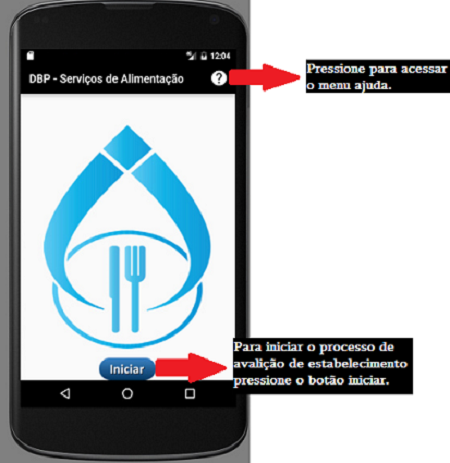 12:04
DBP - Serviços de Alimentação
?
Pressione para acessar
o menu ajuda.
Para iniciar o processo de
avalição de estabelecimento
pressione o botão iniciar.
Iniciar